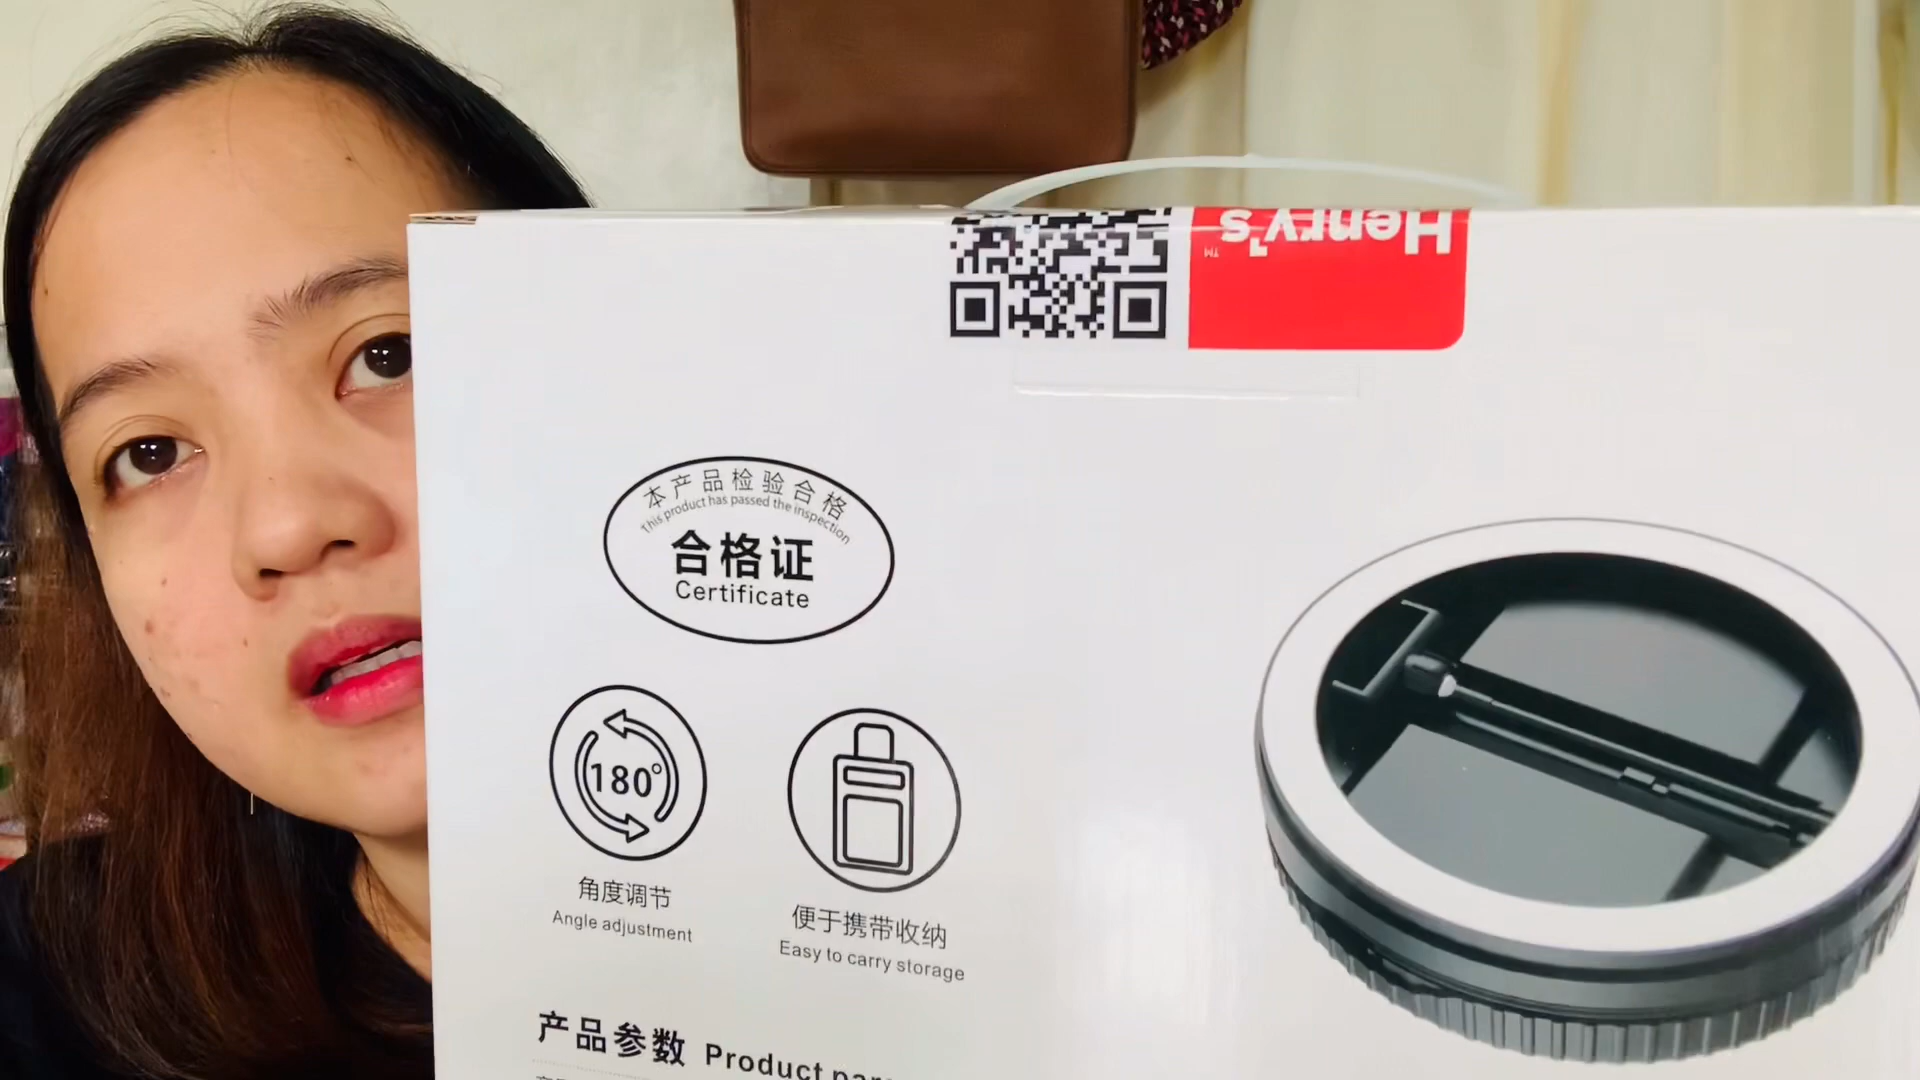 Henry's
TM
本产品检验合格
This product has passed the inspection
合格证
Certificate
180°
角度调节
Angle adjustment
便于携带收纳
Easy to carry storage
产品参数 Product